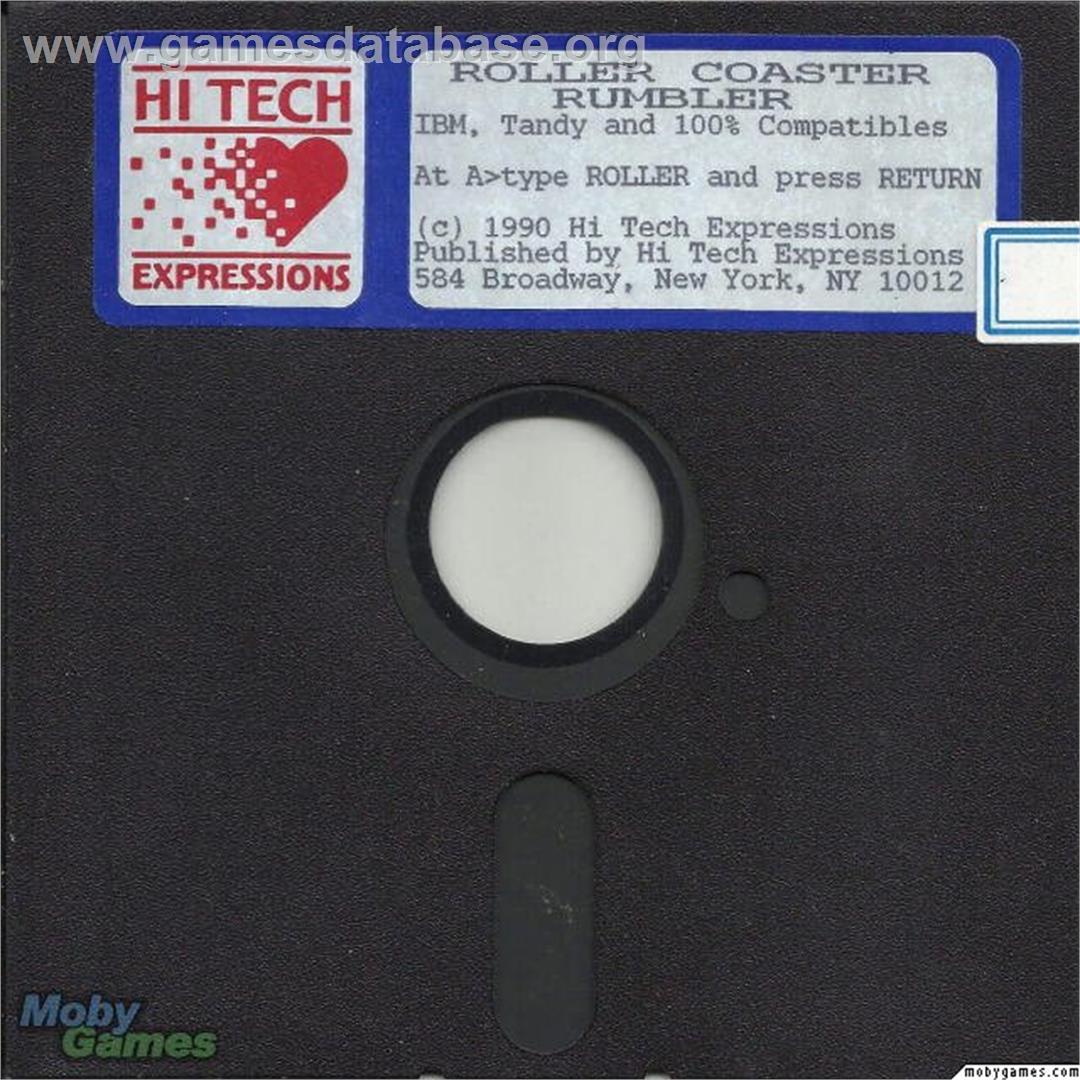 www.gamesdatabase.org
HI TECH
EXPRESSIONS
ROLLER COASTER
RUMBLER
IBM, Tandy and 100% Compatibles
At A>type ROLLER and press RETURN
(c) 1990 Hi Tech Expressions
Published by Hi Tech Expressions
584 Broadway, New York, NY 10012
Moby
Games
mobygames.com